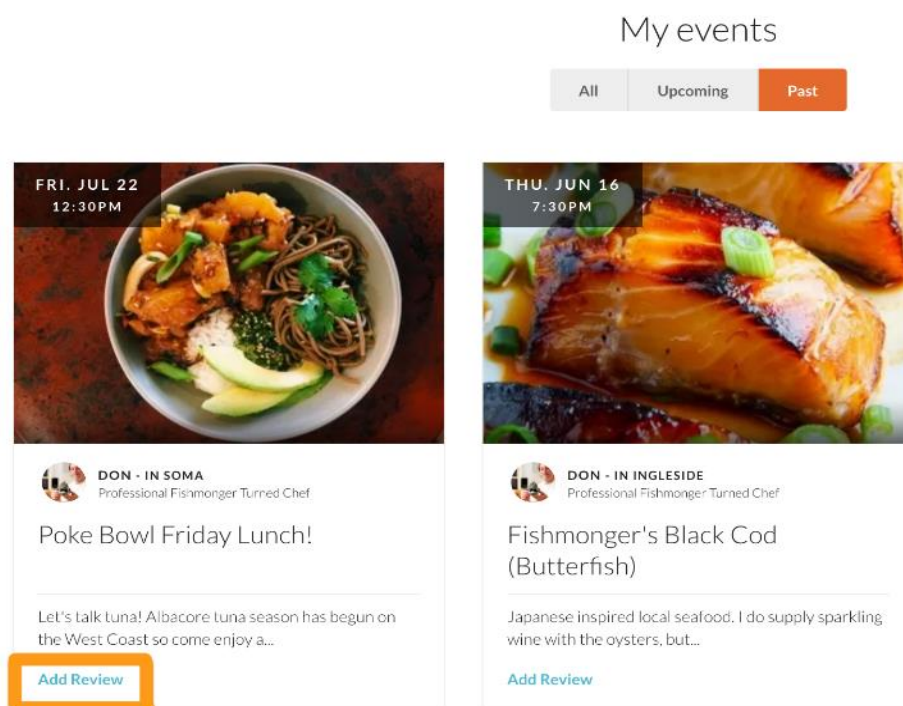 My events
All
Upcoming
Past
FRI. JUL 22
12:30PM
DON - IN SOMA
Professional Fishmonger Turned Chef
Poke Bowl Friday Lunch!
Let's talk tuna! Albacore tuna season has begun on
the West Coast so come enjoy a...
Add Review
THU. JUN 16
7:30PM
DON - IN INGLESIDE
Professional Fishmonger Turned Chef
Fishmonger's Black Cod
(Butterfish)
Japanese inspired local seafood. I do supply sparkling
wine with the oysters, but...
Add Review